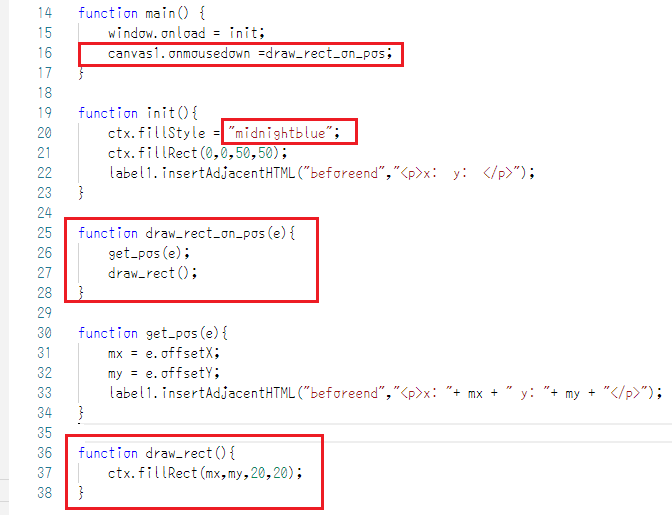 14 function main() {
15 window.onload = init;
16 canvas1.onmousedown =draw_rect_on_pos;
17 }
18
19 function init(){
20 ctx.fillStyle = "midnightblue";
21 ctx.fillRect(0,0,50,50);
22 label1.insertAdjacentHTML("beforeend","<p>x:  y:  </p>");
23 }
24
25 function draw_rect_on_pos(e){
26 get_pos(e);
27 draw_rect();
28 }
29
30 function get_pos(e){
31 mx = e.offsetX;
32 my = e.offsetY;
33 label1.insertAdjacentHTML("beforeend","<p>x: "+ mx + " y: "+ my + "</p>");
34 }
35
36 function draw_rect(){
37 ctx.fillRect(mx,my,20,20);
38 }